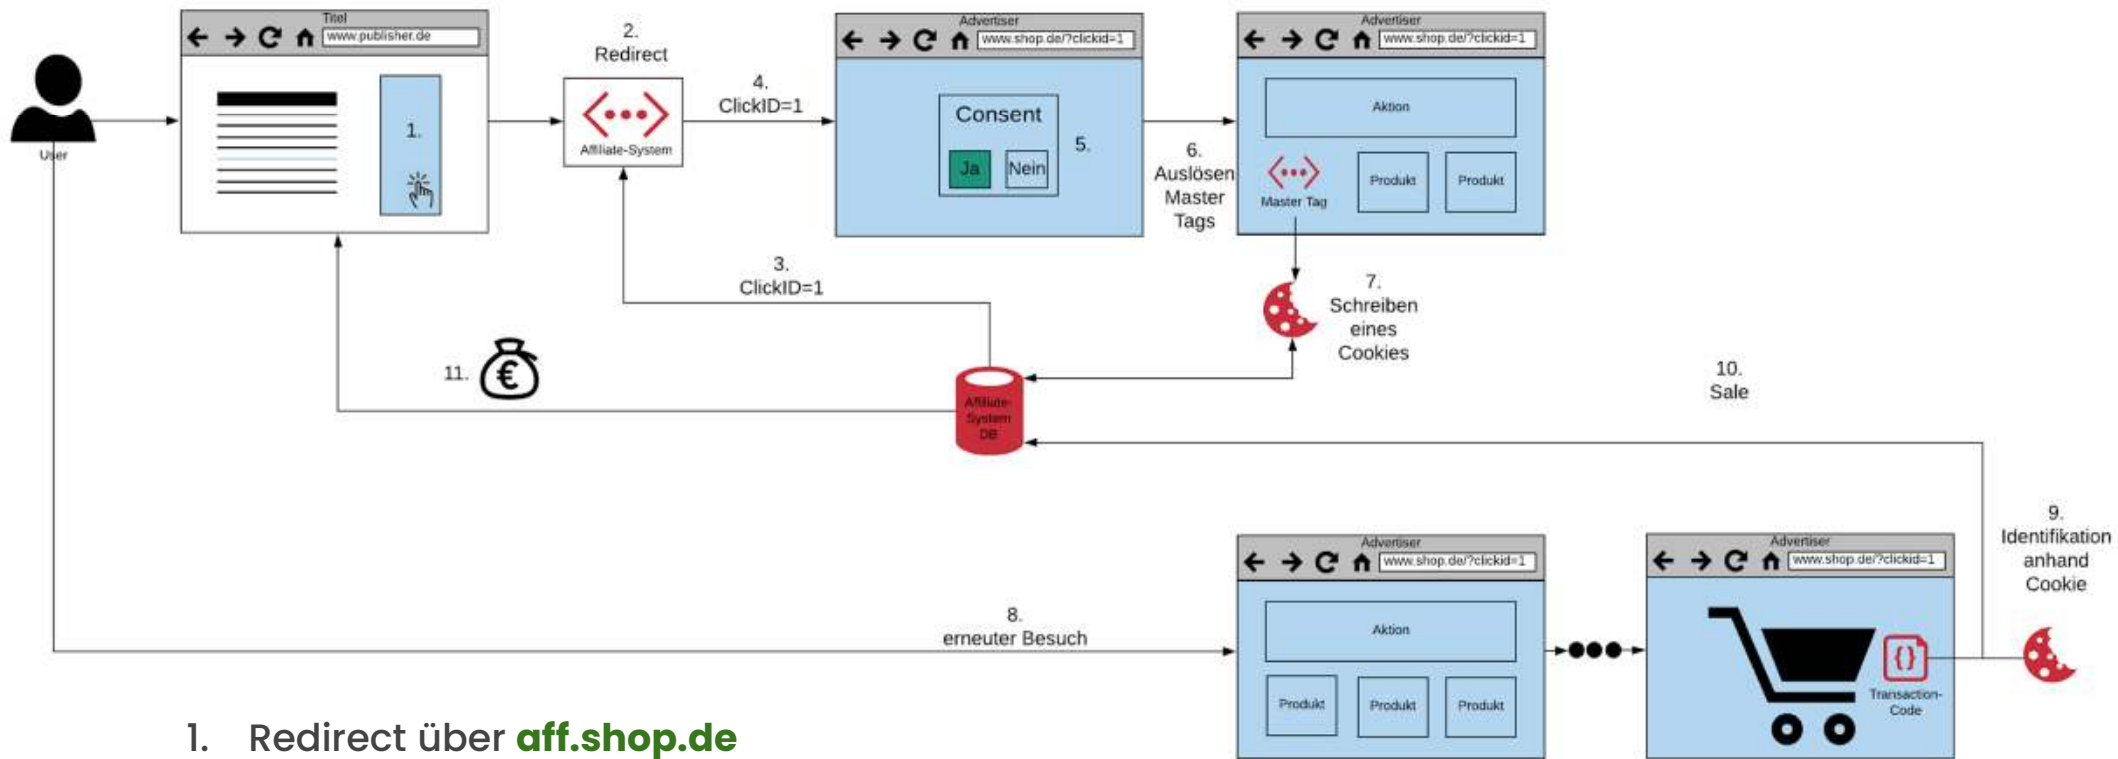 Titel
www.publisher.de
1.
User
2.
Redirect
Affiliate-System
4.
ClickID=1
Advertiser
www.shop.de/?clickid=1
Consent
Ja
Nein
5.
6.
Auslösen
Master
Tags
Advertiser
www.shop.de/?clickid=1
Aktion
Master Tag
Produkt
Produkt
3.
ClickID=1
7.
Schreiben
eines
Cookies
11.
€
Affiliate-
System
DB
10.
Sale
8.
erneuter Besuch
Advertiser
www.shop.de/?clickid=1
Aktion
Produkt
Produkt
Produkt
Advertiser
www.shop.de/?clickid=1
{}
Transaction-
Code
9.
Identifikation
anhand
Cookie
1. Redirect über aff.shop.de